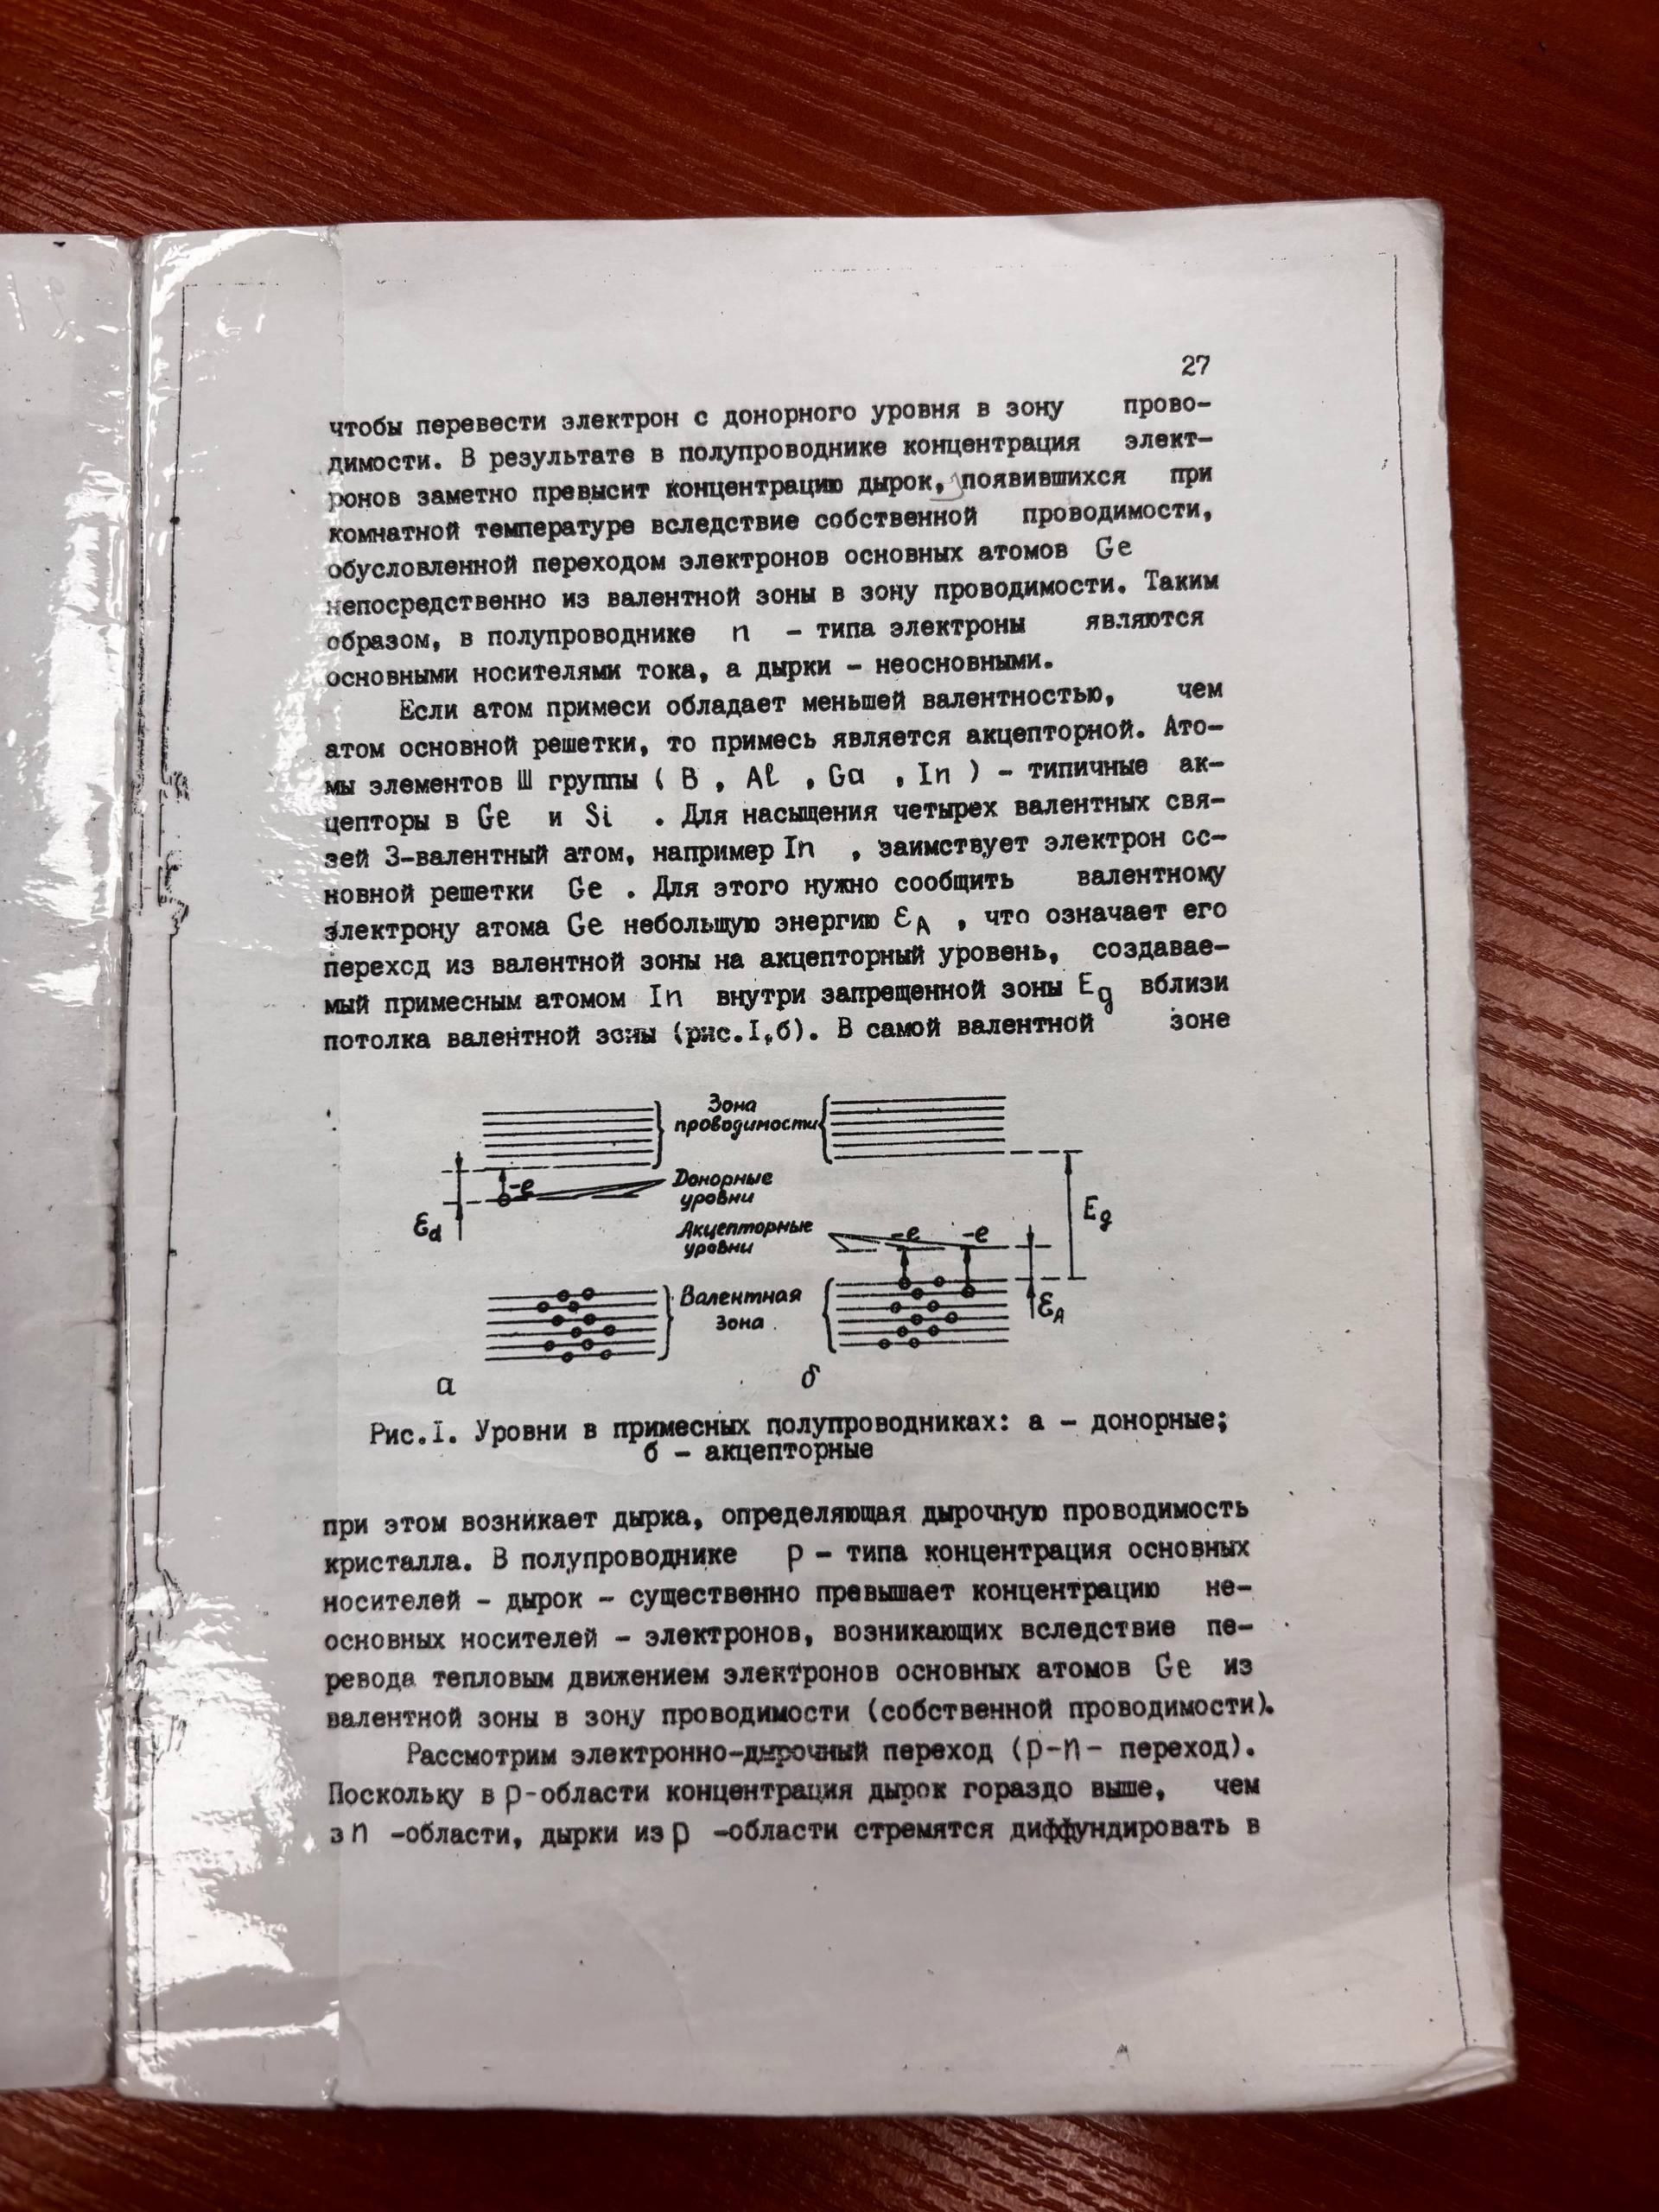 27
чтобы перевести электрон с донорного уровня в зону прово-
димости. В результате в полупроводнике концентрация элект-
ронов заметно превысит концентрацию дырок, появившихся при
комнатной температуре вследствие собственной проводимости,
обусловленной переходом электронов основных атомов Ge
непосредственно из валентной зоны в зону проводимости. Таким
образом, в полупроводнике n - типа электроны являются
основными носителями тока, а дырки - неосновными.
Если атом примеси обладает меньшей валентностью, чем
атом основной решетки, то примесь является акцепторной. Ато-
мы элементов Ш группы ( B , Al , Ga , In ) - типичные ак-
цепторы в Ge и Si . Для насыщения четырех валентных свя-
зей 3-валентный атом, например In , заимствует электрон ос-
новной решетки Ge . Для этого нужно сообщить валентному
электрону атома Ge небольшую энергию ℰA , что означает его
переход из валентной зоны на акцепторный уровень, создавае-
мый примесным атомом In внутри запрещенной зоны Eg вблизи
потолка валентной зоны (рис.I,б). В самой валентной зоне
Зона
проводимости
-e
Донорные
уровни
ℰd
Акцепторные
уровни
-e -e
Eg
Валентная
зона
ℰA
а б
Рис.I. Уровни в примесных полупроводниках: а - донорные;
б - акцепторные
при этом возникает дырка, определяющая дырочную проводимость
кристалла. В полупроводнике p - типа концентрация основных
носителей - дырок - существенно превышает концентрацию не-
основных носителей - электронов, возникающих вследствие пе-
ревода тепловым движением электронов основных атомов Ge из
валентной зоны в зону проводимости (собственной проводимости).
Рассмотрим электронно-дырочный переход (p-n- переход).
Поскольку в p-области концентрация дырок гораздо выше, чем
в n -области, дырки из p -области стремятся диффундировать в